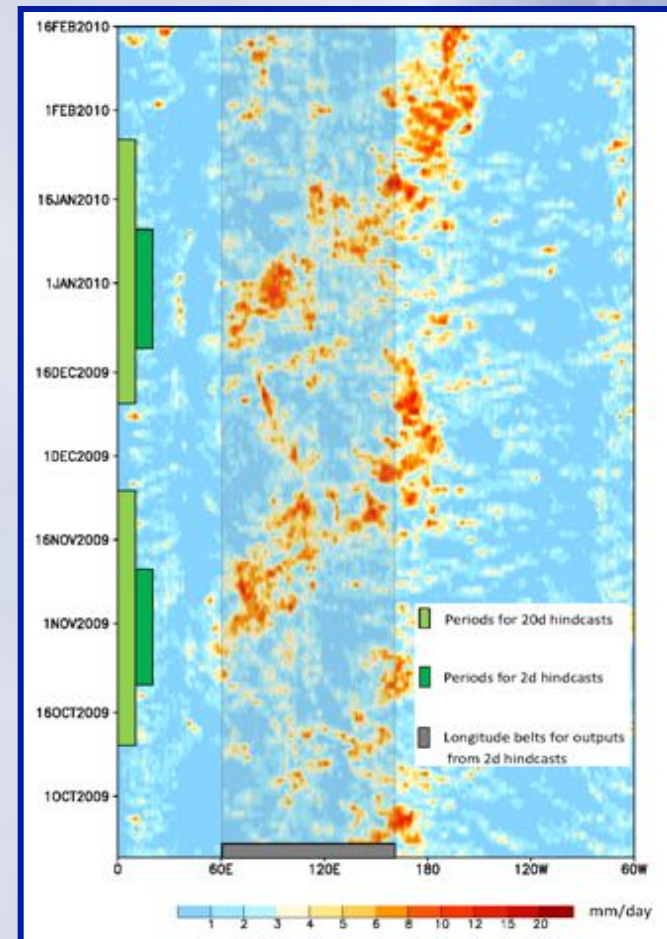 16FEB2010
1FEB2010
16JAN2010
1JAN2010
16DEC2009
1DEC2009
16NOV2009
1NOV2009
16OCT2009
1OCT2009
Periods for 20d hindcasts
Periods for 2d hindcasts
Longitude belts for outputs
from 2d hindcasts
0 60E 120E 180 120W 60W
mm/day
1 2 3 4 5 6 8 10 12 15 20